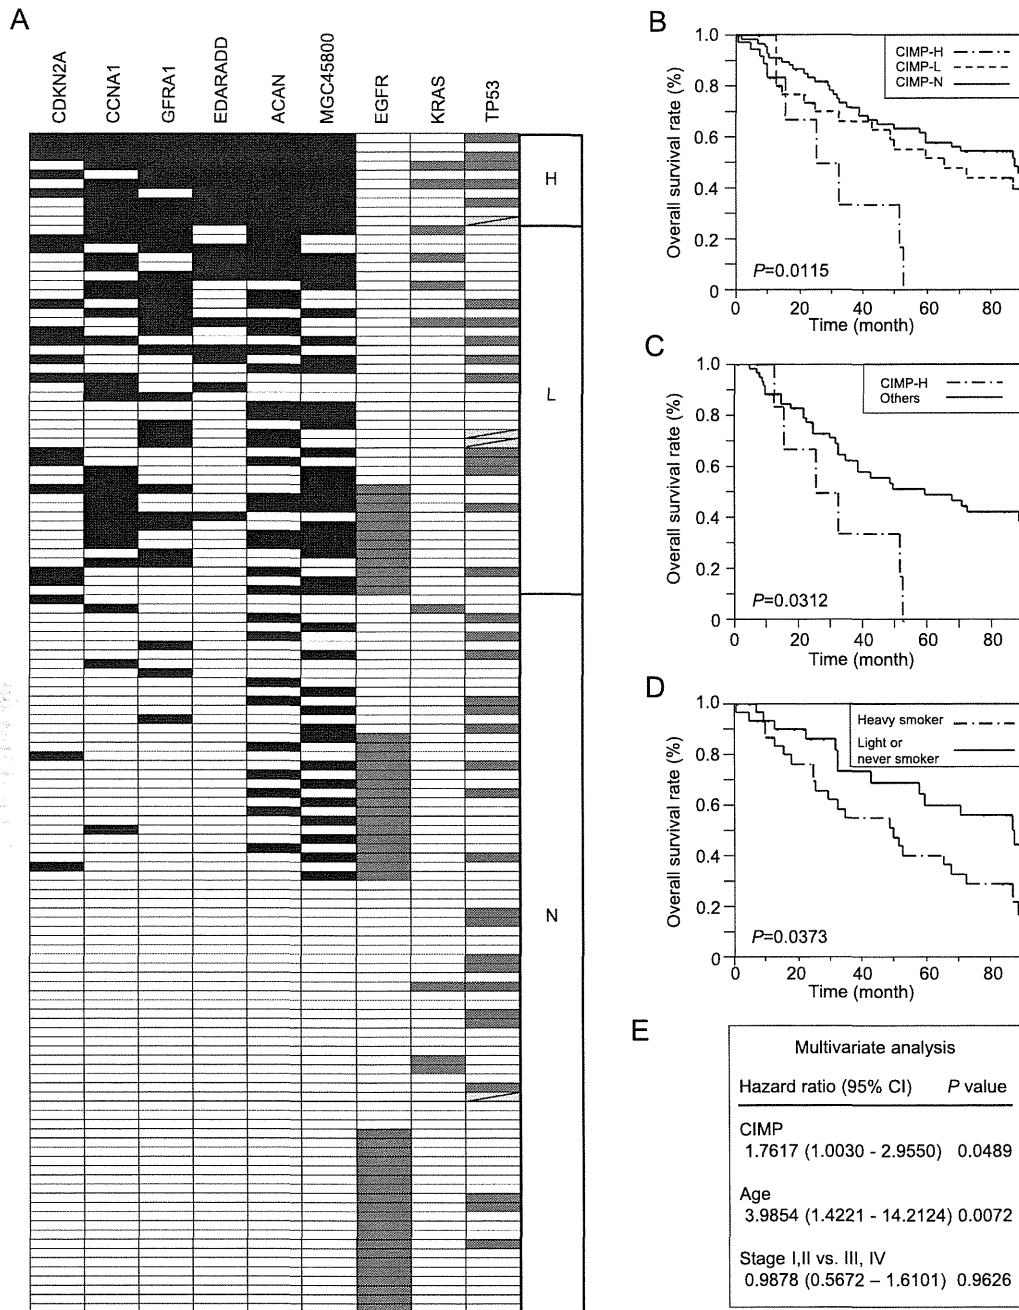 A
CDKN2A
CCNA1
GFRA1
EDARADD
ACAN
MGC45800
EGFR
KRAS
TP53
H
L
N
B
Overall survival rate (%)
1.0
0.8
0.6
0.4
0.2
0
CIMP-H
CIMP-L
CIMP-N
P=0.0115
0 20 40 60 80
Time (month)
C
Overall survival rate (%)
1.0
0.8
0.6
0.4
0.2
0
CIMP-H
Others
P=0.0312
0 20 40 60 80
Time (month)
D
Overall survival rate (%)
1.0
0.8
0.6
0.4
0.2
0
Heavy smoker
Light or
never smoker
P=0.0373
0 20 40 60 80
Time (month)
E
Multivariate analysis
Hazard ratio (95% CI) P value
CIMP
1.7617 (1.0030 - 2.9550) 0.0489
Age
3.9854 (1.4221 - 14.2124) 0.0072
Stage I,II vs. III, IV
0.9878 (0.5672 – 1.6101) 0.9626